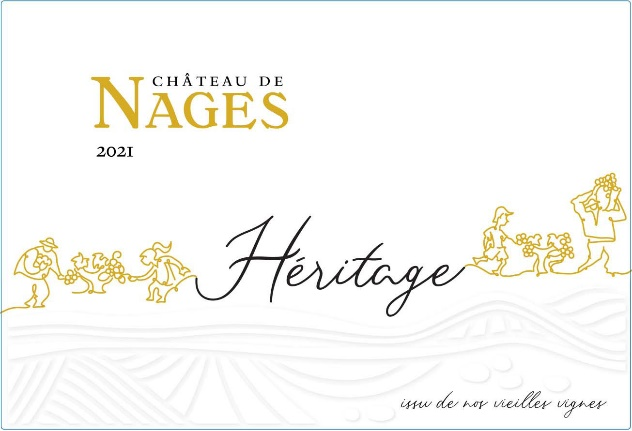 CHÂTEAU DE
NAGES
2021
Héritage
issu de nos vieilles vignes